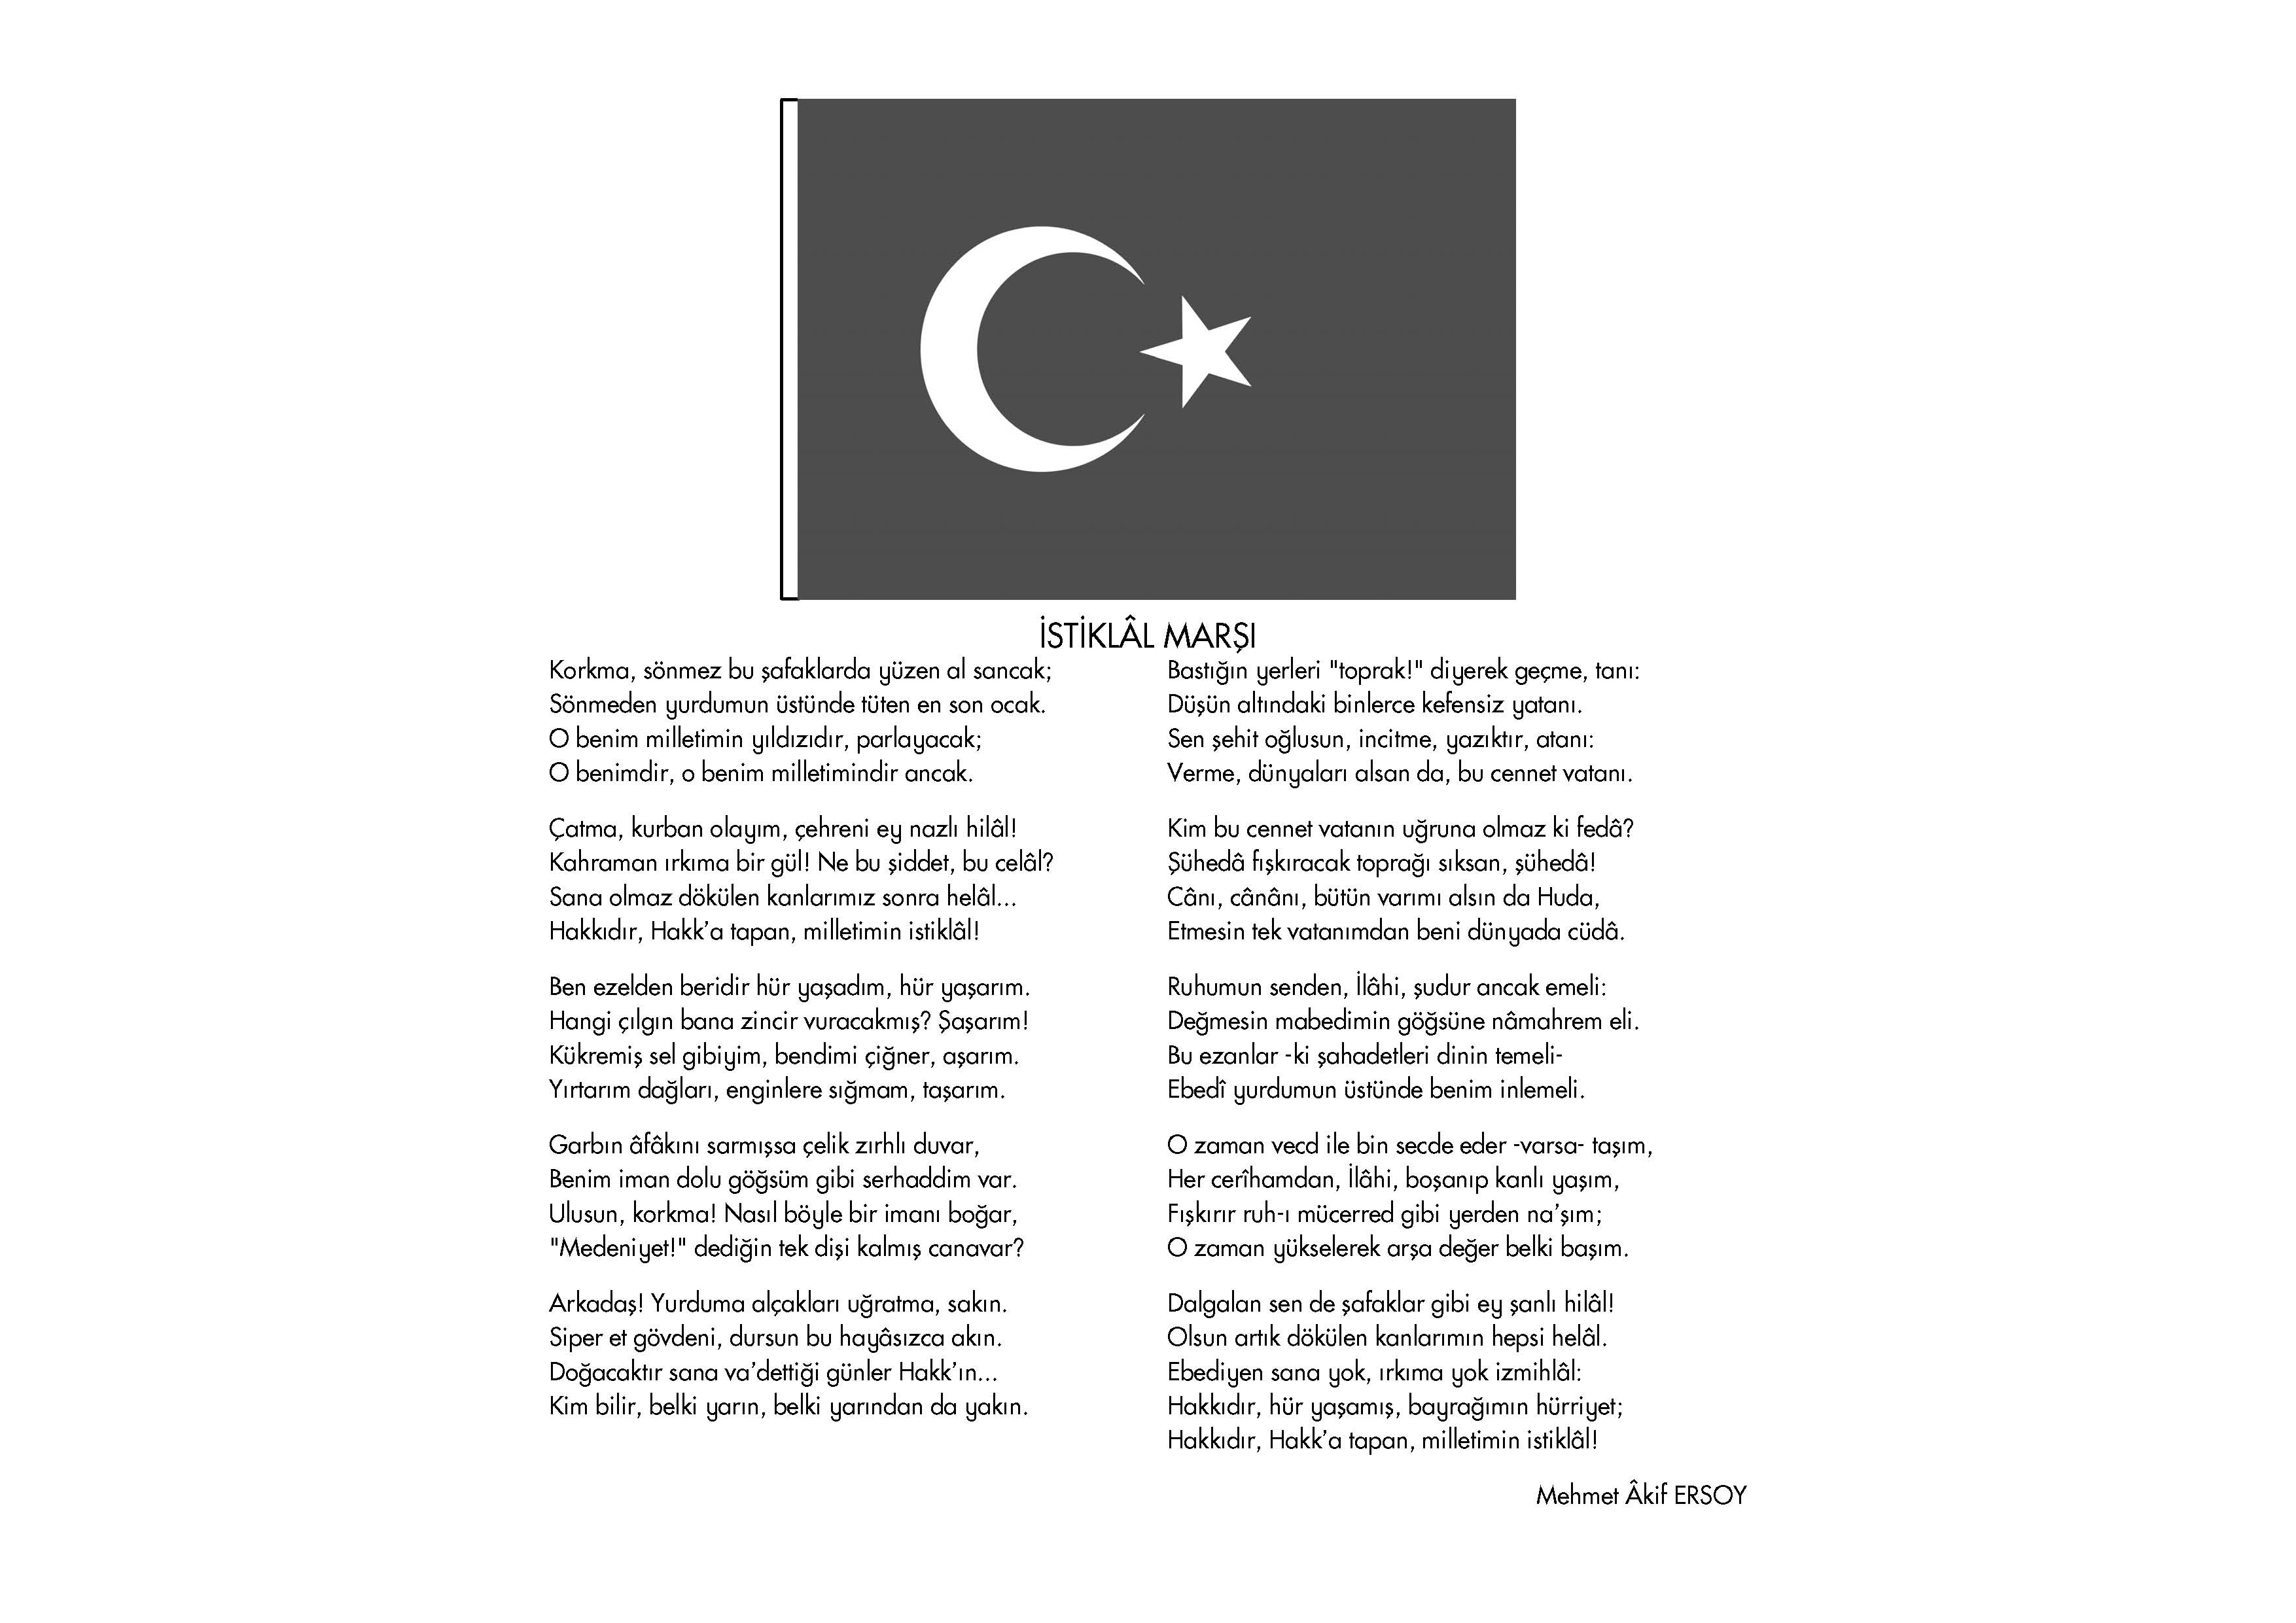 İSTİKLÂL MARŞI
Korkma, sönmez bu şafaklarda yüzen al sancak;
Sönmeden yurdumun üstünde tüten en son ocak.
O benim milletimin yıldızıdır, parlayacak;
O benimdir, o benim milletimindir ancak.
Çatma, kurban olayım, çehreni ey nazlı hilâl!
Kahraman ırkıma bir gül! Ne bu şiddet, bu celâl?
Sana olmaz dökülen kanlarımız sonra helâl...
Hakkıdır, Hakk’a tapan, milletimin istiklâl!
Ben ezelden beridir hür yaşadım, hür yaşarım.
Hangi çılgın bana zincir vuracakmış? Şaşarım!
Kükremiş sel gibiyim, bendimi çiğner, aşarım.
Yırtarım dağları, enginlere sığmam, taşarım.
Garbın âfâkını sarmışsa çelik zırhlı duvar,
Benim iman dolu göğsüm gibi serhaddim var.
Ulusun, korkma! Nasıl böyle bir imanı boğar,
"Medeniyet!" dediğin tek dişi kalmış canavar?
Arkadaş! Yurduma alçakları uğratma, sakın.
Siper et gövdeni, dursun bu hayâsızca akın.
Doğacaktır sana va’dettiği günler Hakk’ın...
Kim bilir, belki yarın, belki yarından da yakın.
Bastığın yerleri "toprak!" diyerek geçme, tanı:
Düşün altındaki binlerce kefensiz yatanı.
Sen şehit oğlusun, incitme, yazıktır, atanı:
Verme, dünyaları alsan da, bu cennet vatanı.
Kim bu cennet vatanın uğruna olmaz ki fedâ?
Şühedâ fışkıracak toprağı sıksan, şühedâ!
Cânı, cânânı, bütün varımı alsın da Huda,
Etmesin tek vatanımdan beni dünyada cüdâ.
Ruhumun senden, İlâhi, şudur ancak emeli:
Değmesin mabedimin göğsüne nâmahrem eli.
Bu ezanlar -ki şahadetleri dinin temeli-
Ebedî yurdumun üstünde benim inlemeli.
O zaman vecd ile bin secde eder -varsa- taşım,
Her cerîhamdan, İlâhi, boşanıp kanlı yaşım,
Fışkırır ruh-ı mücerred gibi yerden na’şım;
O zaman yükselerek arşa değer belki başım.
Dalgalan sen de şafaklar gibi ey şanlı hilâl!
Olsun artık dökülen kanlarımın hepsi helâl.
Ebediyen sana yok, ırkıma yok izmihlâl:
Hakkıdır, hür yaşamış, bayrağımın hürriyet;
Hakkıdır, Hakk’a tapan, milletimin istiklâl!
Mehmet Âkif ERSOY